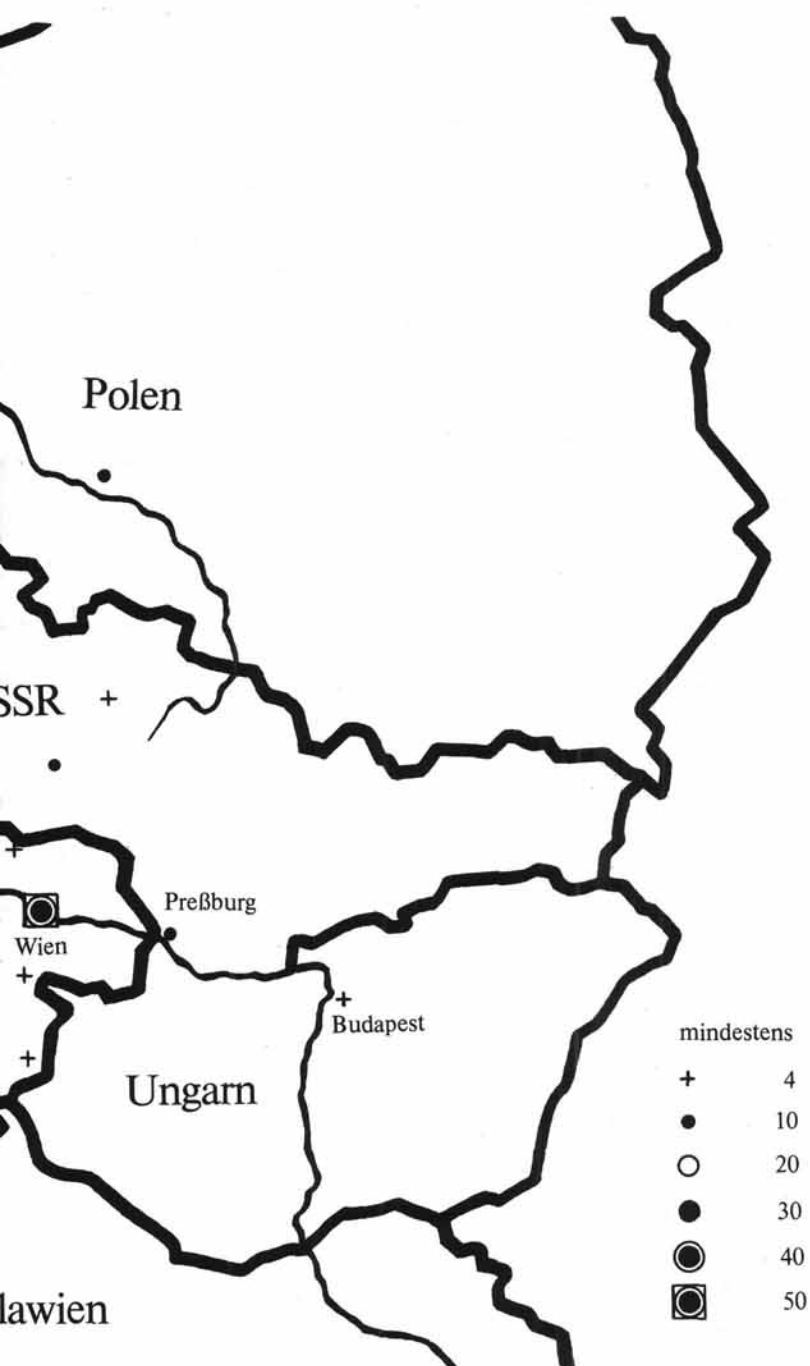 Polen
SSR
Preßburg
Wien
Budapest
Ungarn
mindestens
4
10
20
30
40
50
lawien